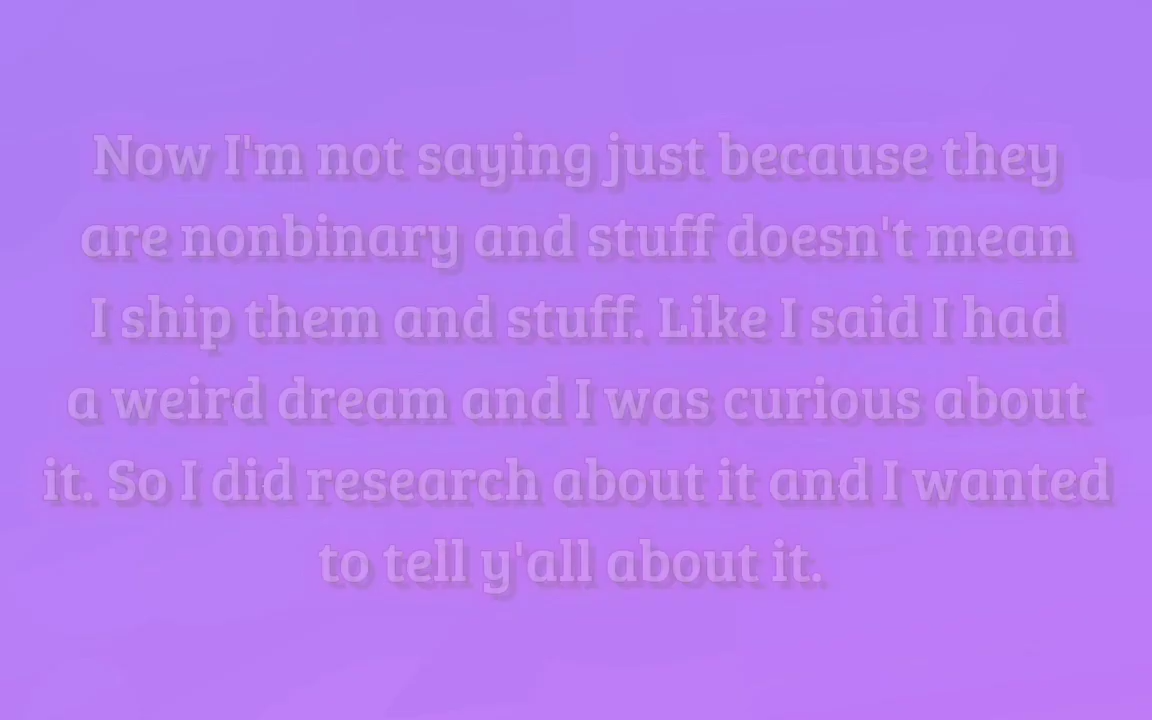 Now I'm not saying just because they
are nonbinary and stuff doesn't mean
I ship them and stuff. Like I said I had
a weird dream and I was curious about
it. So I did research about it and I wanted
to tell y'all about it.